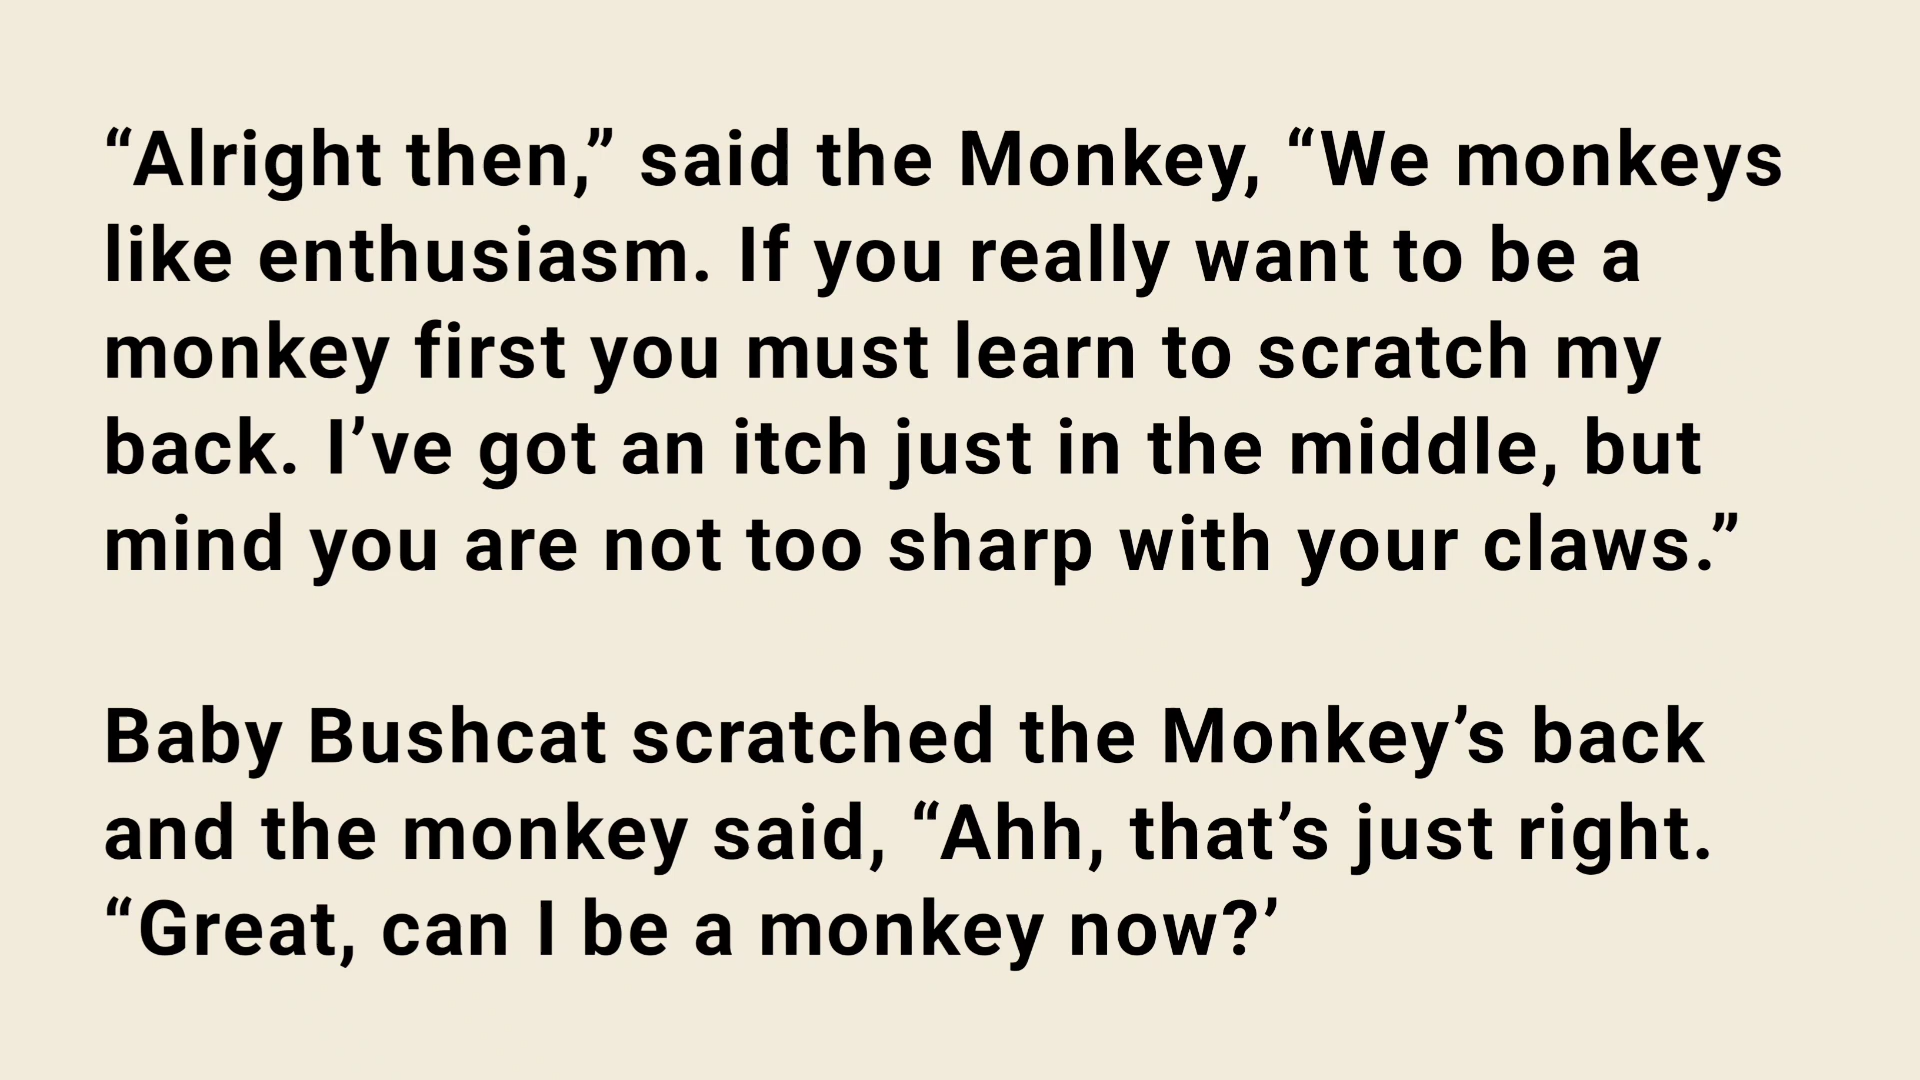 “Alright then,” said the Monkey, “We monkeys
like enthusiasm. If you really want to be a
monkey first you must learn to scratch my
back. I’ve got an itch just in the middle, but
mind you are not too sharp with your claws.”
Baby Bushcat scratched the Monkey’s back
and the monkey said, “Ahh, that’s just right.
“Great, can I be a monkey now?’